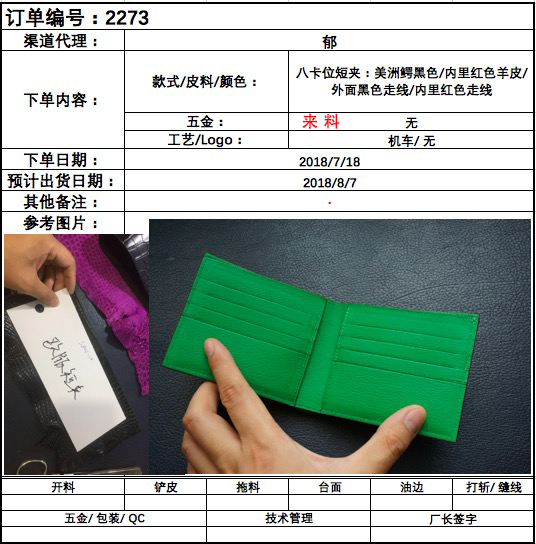 订单编号：2273
渠道代理： 郁
下单内容： 款式/皮料/颜色： 八卡位短夹：美洲鳄黑色/内里红色羊皮/
外面黑色走线/内里红色走线
五金： 来料 无
工艺/Logo： 机车/ 无
下单日期： 2018/7/18
预计出货日期： 2018/8/7
其他备注：
参考图片：
改版短夹
开料 铲皮 拖料 台面 油边 打斩/ 缝线
五金/ 包装/ QC 技术管理 厂长签字